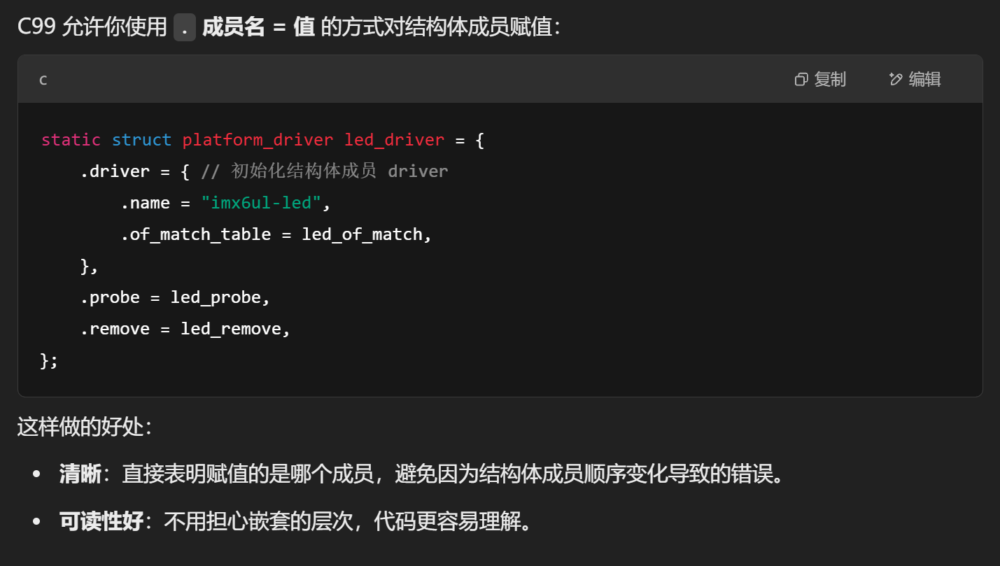 C99 允许你使用 . 成员名 = 值 的方式对结构体成员赋值：
c 复制 编辑
static struct platform_driver led_driver = {
    .driver = { // 初始化结构体成员 driver
        .name = "imx6ul-led",
        .of_match_table = led_of_match,
    },
    .probe = led_probe,
    .remove = led_remove,
};
这样做的好处：
• 清晰：直接表明赋值的是哪个成员，避免因为结构体成员顺序变化导致的错误。
• 可读性好：不用担心嵌套的层次，代码更容易理解。